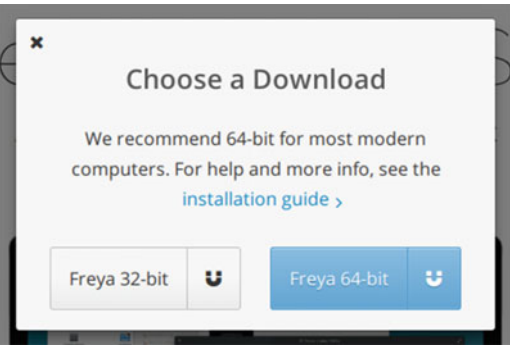 Choose a Download
We recommend 64-bit for most modern
computers. For help and more info, see the
installation guide ›
Freya 32-bit
Freya 64-bit